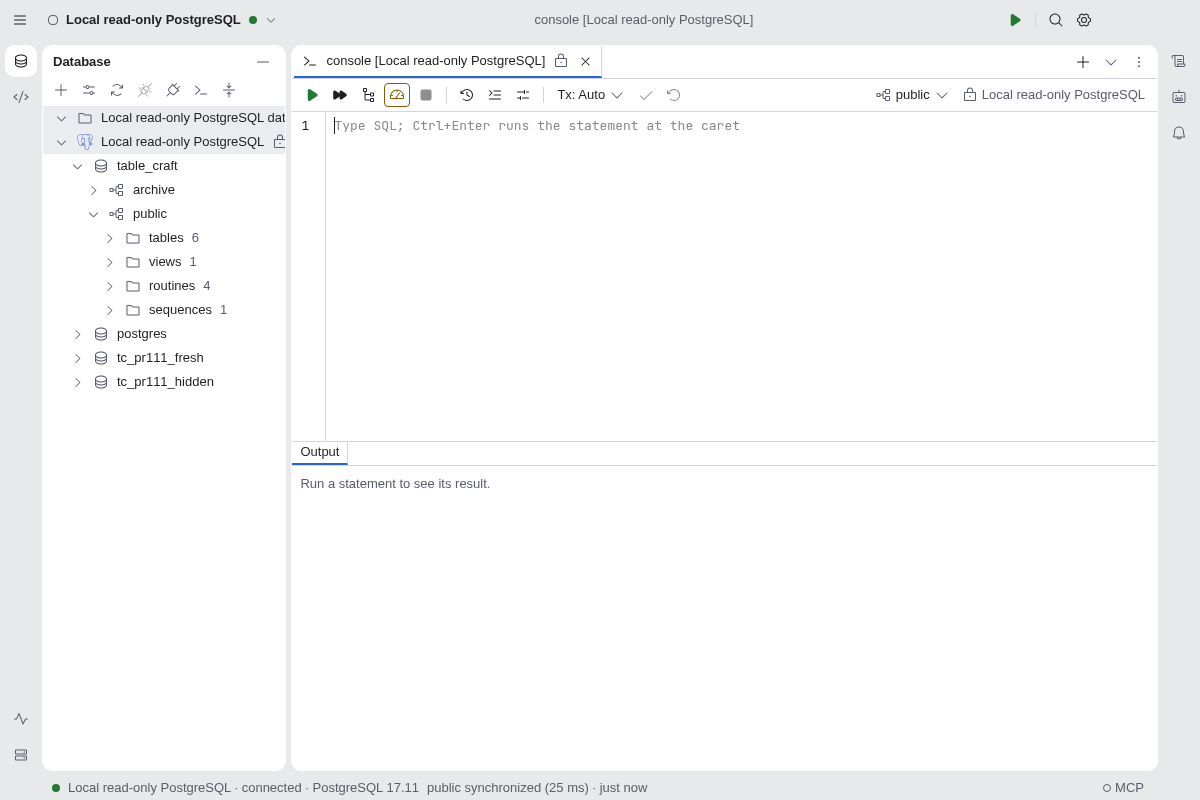 Local read-only PostgreSQL
console [Local read-only PostgreSQL]
Database
console [Local read-only PostgreSQL]
Tx: Auto
public
Local read-only PostgreSQL
Local read-only PostgreSQL dat
Local read-only PostgreSQL
table_craft
archive
public
tables 6
views 1
routines 4
sequences 1
postgres
tc_pr111_fresh
tc_pr111_hidden
1 Type SQL; Ctrl+Enter runs the statement at the caret
Output
Run a statement to see its result.
Local read-only PostgreSQL · connected · PostgreSQL 17.11 public synchronized (25 ms) · just now
MCP